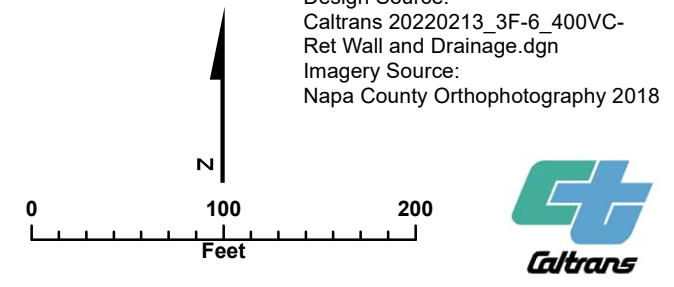 Design Source:
Caltrans 20220213_3F-6_400VC-
Ret Wall and Drainage.dgn
Imagery Source:
Napa County Orthophotography 2018
N
0 100 200
Feet
Caltrans